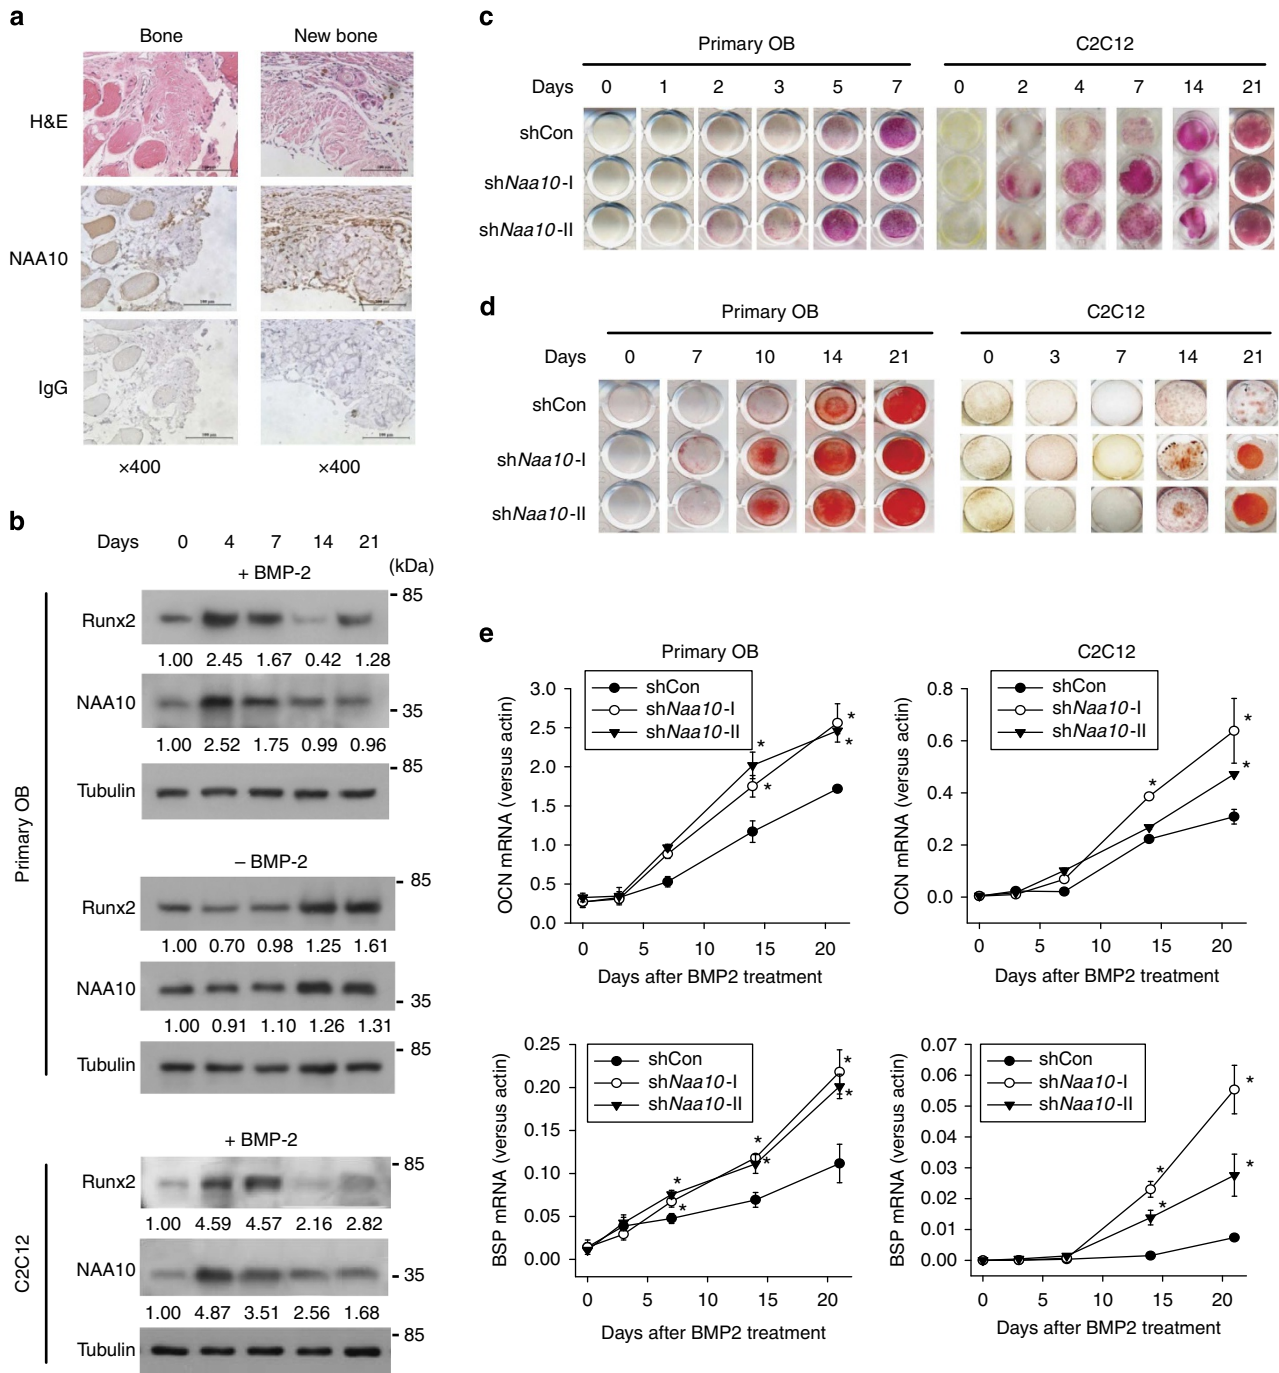 a
Bone New bone
H&E
NAA10
IgG
×400 ×400
b
Days 0 4 7 14 21
+ BMP-2 (kDa)
Primary OB
85
Runx2
1.00 2.45 1.67 0.42 1.28
NAA10
35
1.00 2.52 1.75 0.99 0.96
85
Tubulin
– BMP-2
85
Runx2
1.00 0.70 0.98 1.25 1.61
NAA10
35
1.00 0.91 1.10 1.26 1.31
85
Tubulin
C2C12
+ BMP-2
85
Runx2
1.00 4.59 4.57 2.16 2.82
NAA10
35
1.00 4.87 3.51 2.56 1.68
85
Tubulin
c
Primary OB C2C12
Days 0 1 2 3 5 7 0 2 4 7 14 21
shCon
shNaa10-I
shNaa10-II
d
Primary OB C2C12
Days 0 7 10 14 21 0 3 7 14 21
shCon
shNaa10-I
shNaa10-II
e
Primary OB
OCN mRNA (versus actin)
3.0
2.5
2.0
1.5
1.0
0.5
0.0
shCon
shNaa10-I
shNaa10-II
* * * *
0 5 10 15 20
Days after BMP2 treatment
C2C12
OCN mRNA (versus actin)
0.8
0.6
0.4
0.2
0.0
shCon
shNaa10-I
shNaa10-II
* * *
0 5 10 15 20
Days after BMP2 treatment
BSP mRNA (versus actin)
0.25
0.20
0.15
0.10
0.05
0.00
shCon
shNaa10-I
shNaa10-II
* * * * * *
0 5 10 15 20
Days after BMP2 treatment
BSP mRNA (versus actin)
0.07
0.06
0.05
0.04
0.03
0.02
0.01
0.00
shCon
shNaa10-I
shNaa10-II
* * * *
0 5 10 15 20
Days after BMP2 treatment